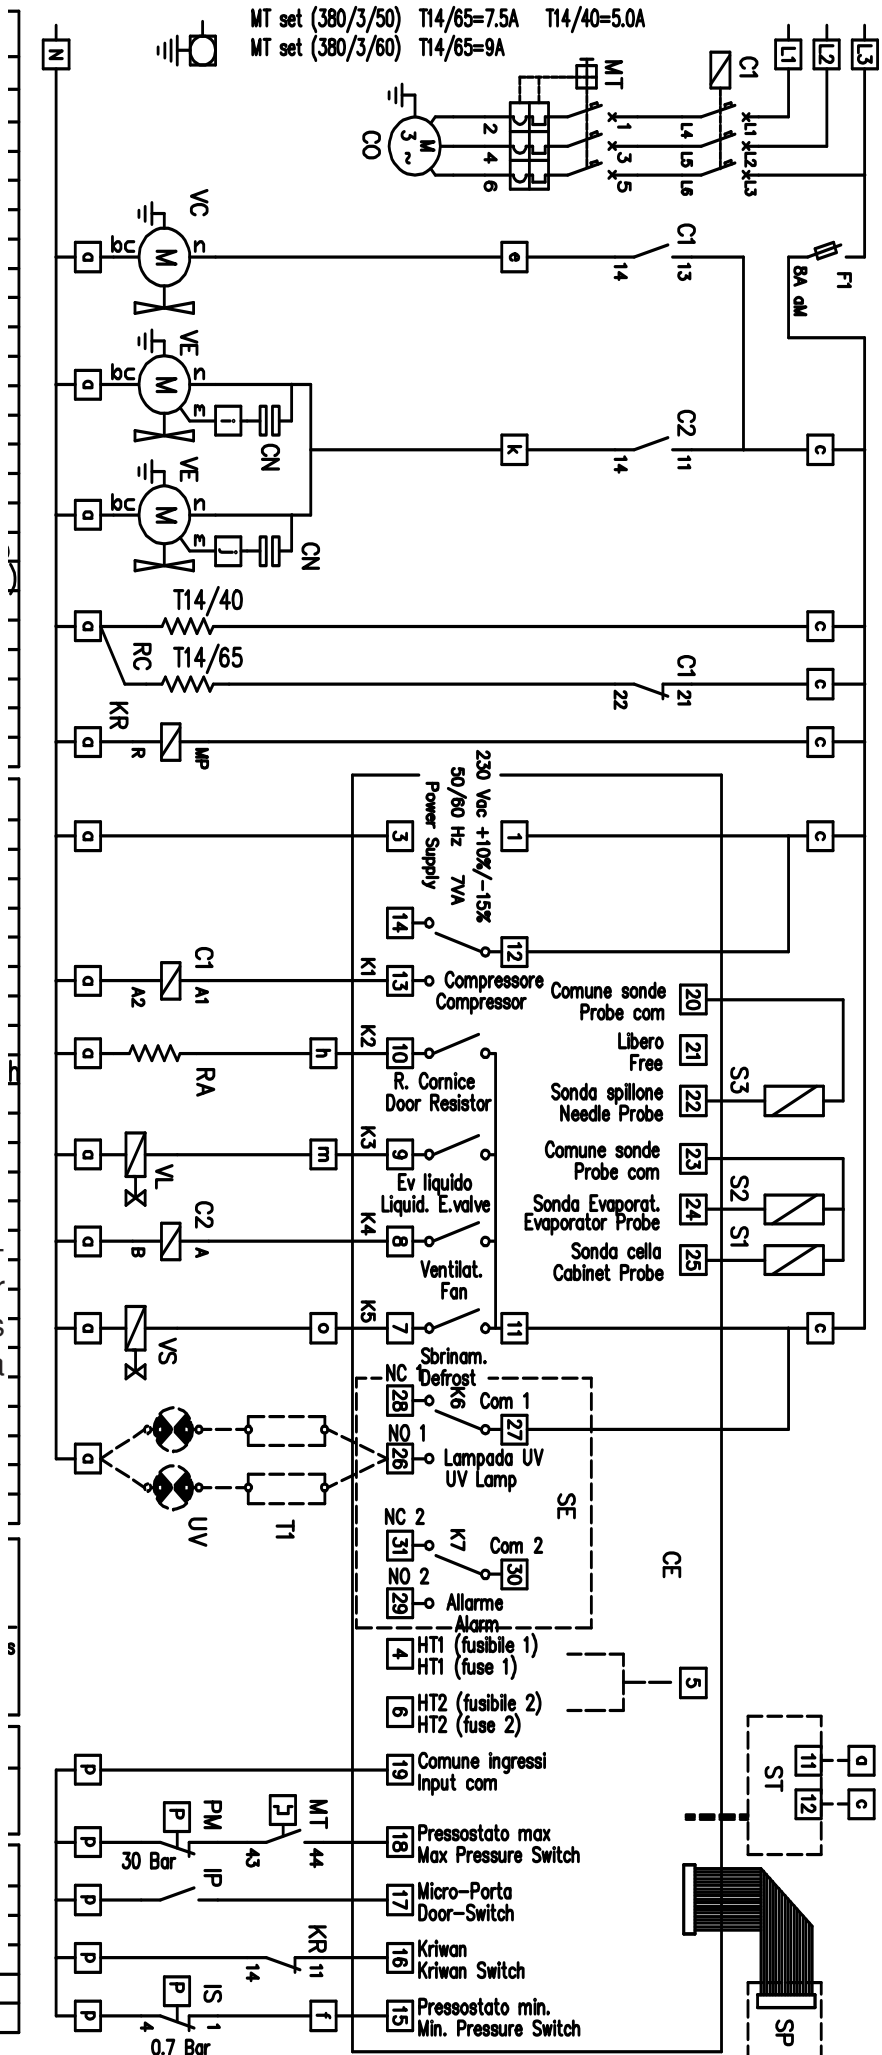 MT set (380/3/50) T14/65=7.5A T14/40=5.0A
MT set (380/3/60) T14/65=9A
N
L1
L2
L3
C1
MT
CO
M
3 ~
2
4
6
1
3
5
L4
L5
L6
L1
L2
L3
F1
8A aM
VC
a
bc
M
n
e
C1
14
13
VE
a
bc
M
n
m
i
CN
k
C2
14
11
c
VE
a
bc
M
n
m
j
CN
T14/40
a
c
RC
T14/65
C1
22
21
c
KR
a
R
MP
c
230 Vac +10%/-15%
50/60 Hz 7VA
Power Supply
a
3
1
c
14
12
C1
a
A2
A1
K1
13
Compressore
Compressor
RA
a
h
K2
10
R. Cornice
Door Resistor
VL
a
m
K3
9
Ev liquido
Liquid. E.valve
C2
a
B
A
K4
8
Ventilat.
Fan
VS
a
o
K5
7
11
c
Sbrinam.
Defrost
Comune sonde
Probe com
20
Libero
Free
21
Sonda spillone
Needle Probe
22
S3
Comune sonde
Probe com
23
Sonda Evaporat.
Evaporator Probe
24
S2
Sonda cella
Cabinet Probe
25
S1
NC 1
28
K6
Com 1
27
NO 1
26
Lampada UV
UV Lamp
a
UV
T1
SE
CE
NC 2
31
K7
Com 2
30
NO 2
29
Allarme
Alarm
4
HT1 (fusibile 1)
HT1 (fuse 1)
5
6
HT2 (fusibile 2)
HT2 (fuse 2)
ST
11
a
12
c
p
19
Comune ingressi
Input com
p
PM
P
30 Bar
MT
43
44
18
Pressostato max
Max Pressure Switch
p
IP
17
Micro-Porta
Door-Switch
p
KR
14
11
16
Kriwan
Kriwan Switch
p
IS
P
4
1
0.7 Bar
f
15
Pressostato min.
Min. Pressure Switch
SP